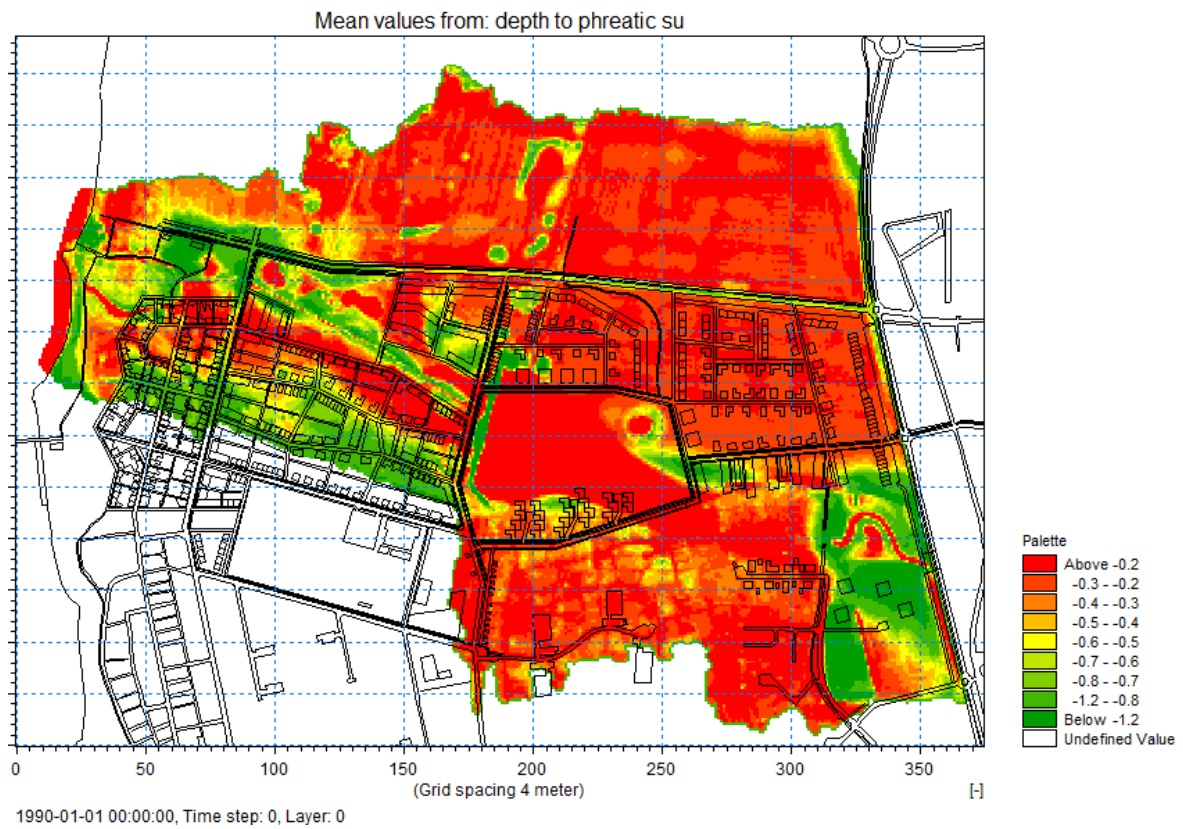 Mean values from: depth to phreatic su
Palette
Above -0.2
-0.3 - -0.2
-0.4 - -0.3
-0.5 - -0.4
-0.6 - -0.5
-0.7 - -0.6
-0.8 - -0.7
-1.2 - -0.8
Below -1.2
Undefined Value
0 50 100 150 200 250 300 350
(Grid spacing 4 meter) [-]
1990-01-01 00:00:00, Time step: 0, Layer: 0